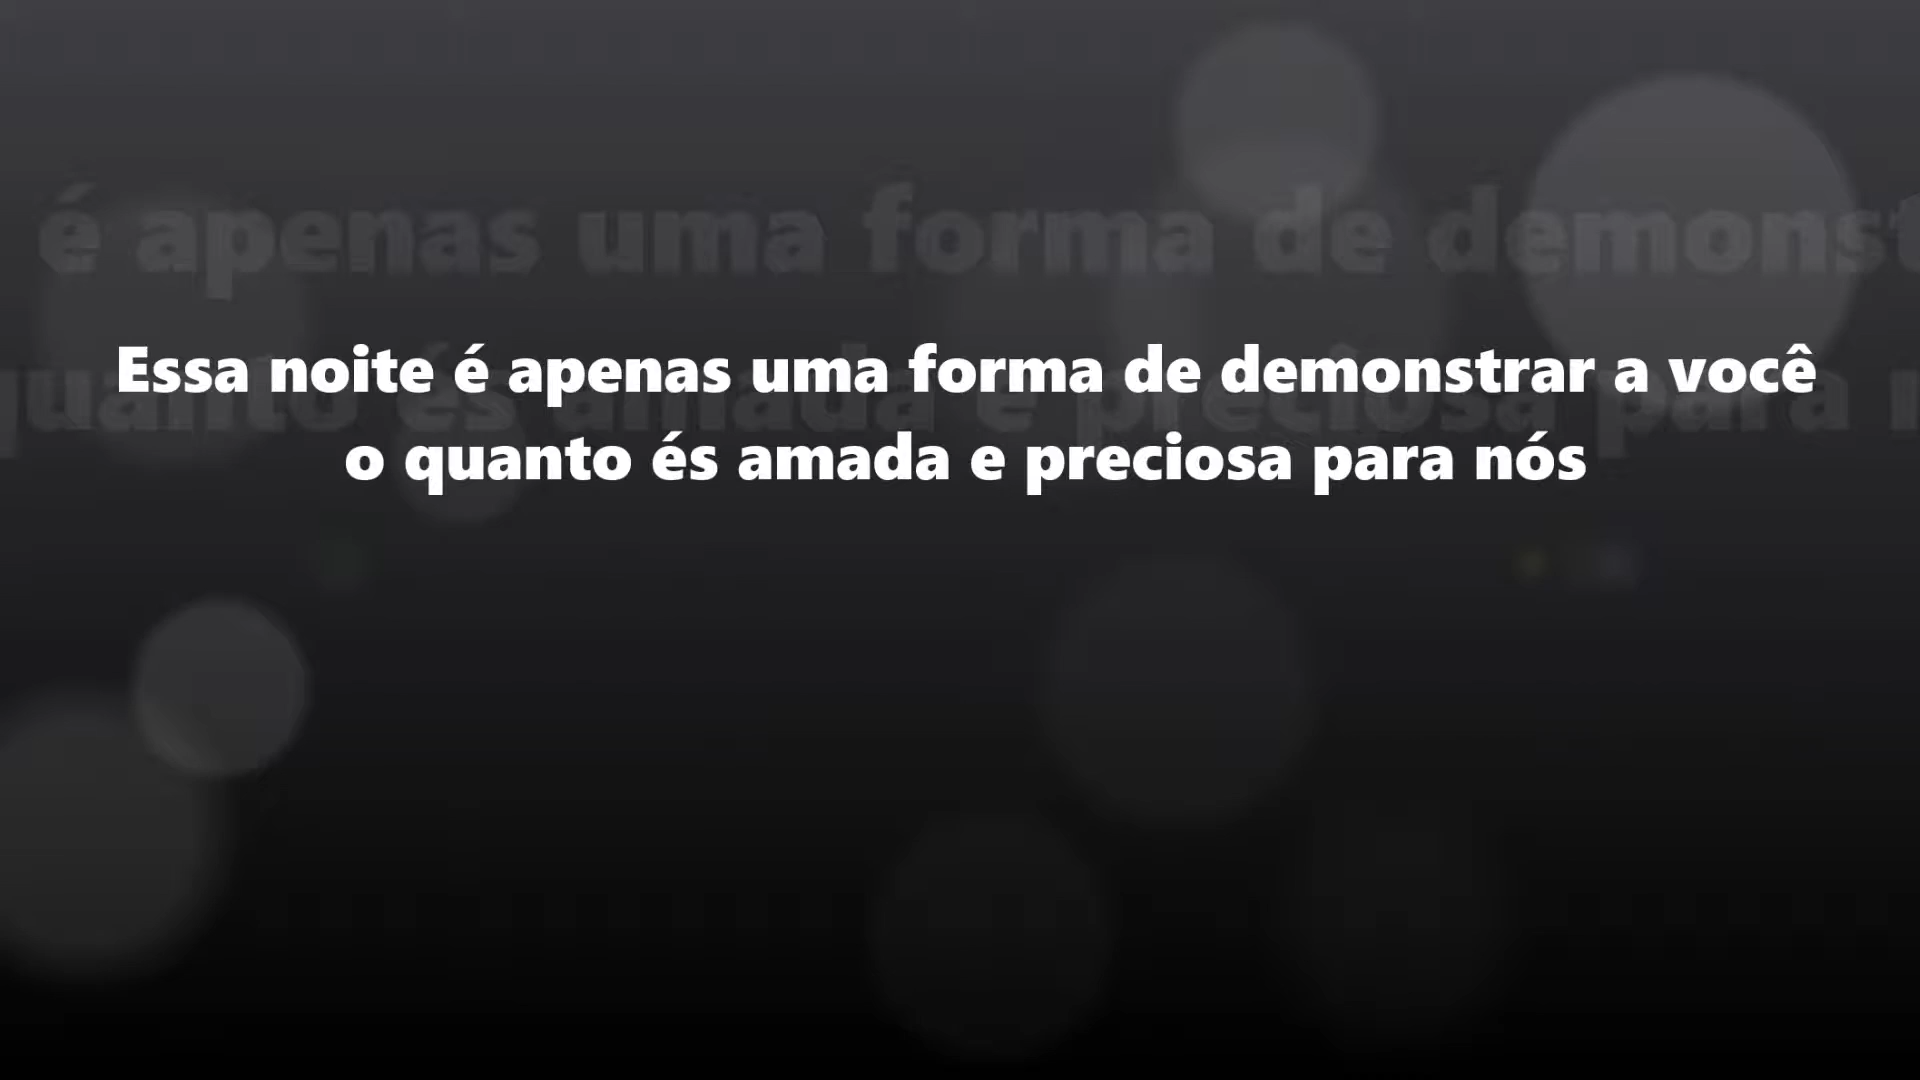 Essa noite é apenas uma forma de demonstrar a você
o quanto és amada e preciosa para nós